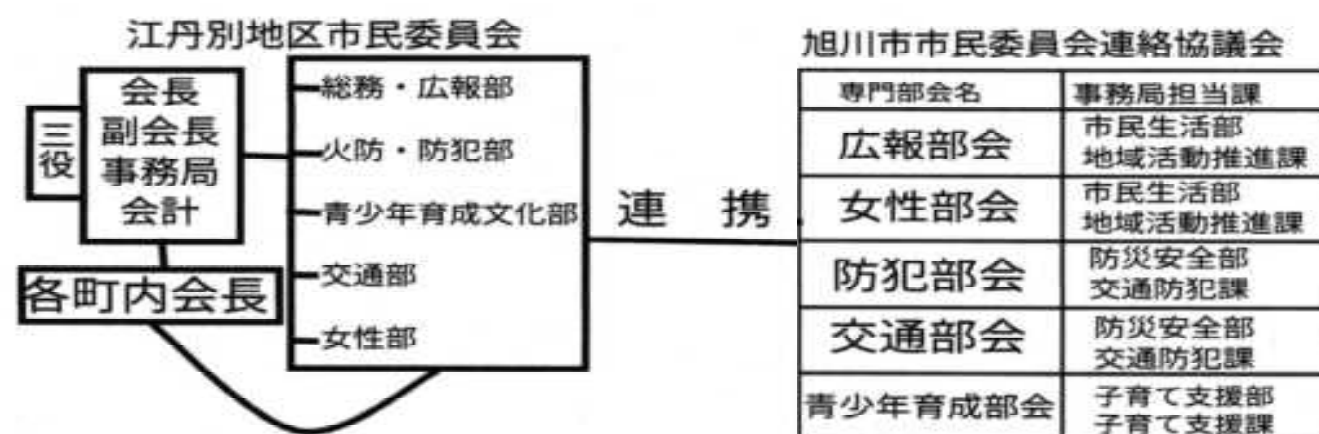 江丹別地区市民委員会
三役
会長
副会長
事務局
会計
各町内会長
総務・広報部
火防・防犯部
青少年育成文化部
交通部
女性部
連 携
旭川市市民委員会連絡協議会
専門部会名 事務局担当課
広報部会 市民生活部
地域活動推進課
女性部会 市民生活部
地域活動推進課
防犯部会 防災安全部
交通防犯課
交通部会 防災安全部
交通防犯課
青少年育成部会 子育て支援部
子育て支援課